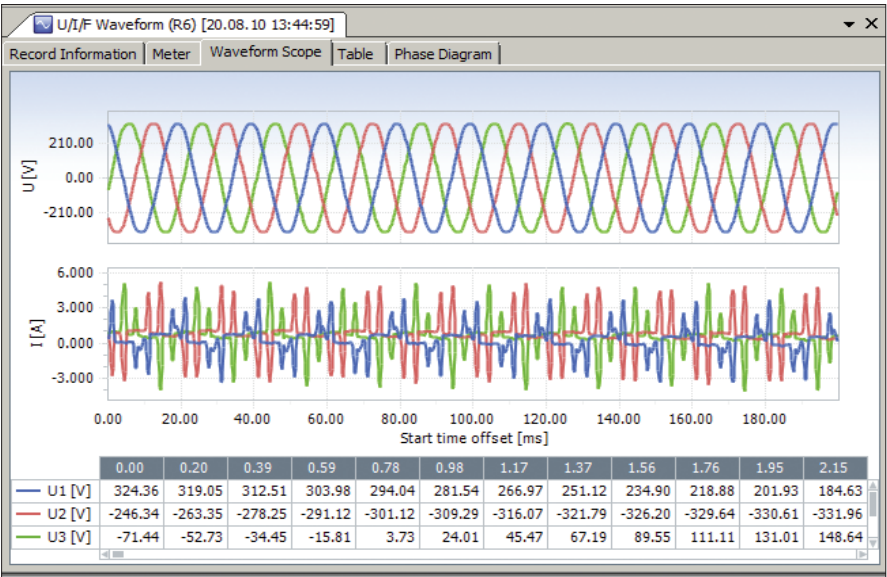 U/I/F Waveform (R6) [20.08.10 13:44:59]
Record Information Meter Waveform Scope Table Phase Diagram
U [V]
210.00
0.00
-210.00
I [A]
6.000
3.000
0.000
-3.000
0.00 20.00 40.00 60.00 80.00 100.00 120.00 140.00 160.00 180.00
Start time offset [ms]
0.00 0.20 0.39 0.59 0.78 0.98 1.17 1.37 1.56 1.76 1.95 2.15
U1 [V] 324.36 319.05 312.51 303.98 294.04 281.54 266.97 251.12 234.90 218.88 201.93 184.63
U2 [V] -246.34 -263.35 -278.25 -291.12 -301.12 -309.29 -316.07 -321.79 -326.20 -329.64 -330.61 -331.96
U3 [V] -71.44 -52.73 -34.45 -15.81 3.73 24.01 45.47 67.19 89.55 111.11 131.01 148.64